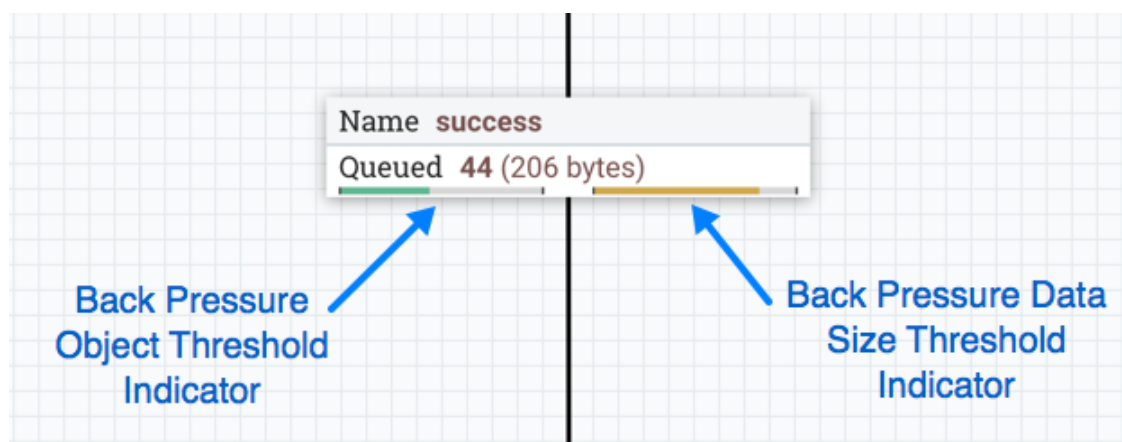 Name success
Queued 44 (206 bytes)
Back Pressure
Object Threshold
Indicator
Back Pressure Data
Size Threshold
Indicator